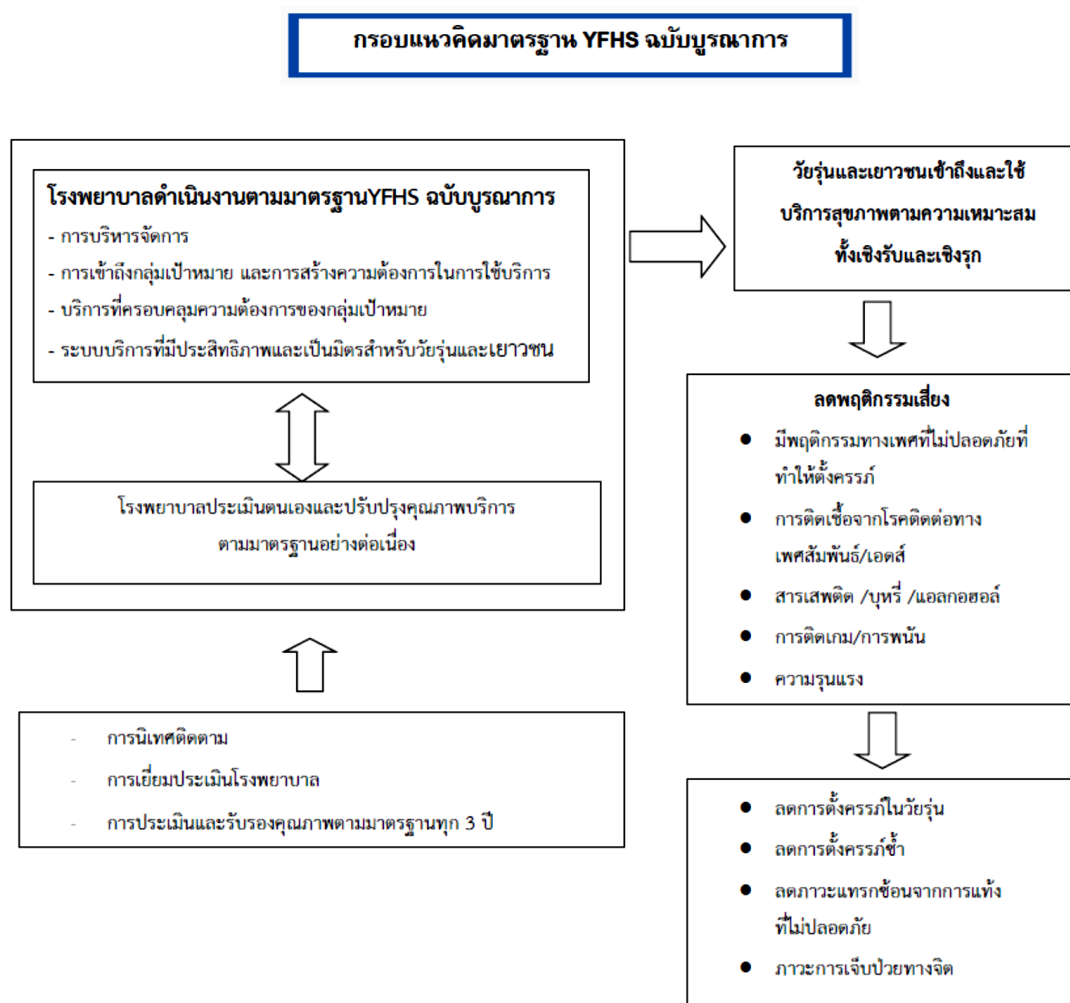 กรอบแนวคิดมาตรฐาน YFHS ฉบับบูรณาการ
โรงพยาบาลดำเนินงานตามมาตรฐานYFHS ฉบับบูรณาการ
- การบริหารจัดการ
- การเข้าถึงกลุ่มเป้าหมาย และการสร้างความต้องการในการใช้บริการ
- บริการที่ครอบคลุมความต้องการของกลุ่มเป้าหมาย
- ระบบบริการที่มีประสิทธิภาพและเป็นมิตรสำหรับวัยรุ่นและเยาวชน
โรงพยาบาลประเมินตนเองและปรับปรุงคุณภาพบริการ
ตามมาตรฐานอย่างต่อเนื่อง
- การนิเทศติดตาม
- การเยี่ยมประเมินโรงพยาบาล
- การประเมินและรับรองคุณภาพตามมาตรฐานทุก 3 ปี
วัยรุ่นและเยาวชนเข้าถึงและใช้
บริการสุขภาพตามความเหมาะสม
ทั้งเชิงรับและเชิงรุก
ลดพฤติกรรมเสี่ยง
● มีพฤติกรรมทางเพศที่ไม่ปลอดภัยที่
ทำให้ตั้งครรภ์
● การติดเชื้อจากโรคติดต่อทาง
เพศสัมพันธ์/เอดส์
● สารเสพติด /บุหรี่ /แอลกอฮอล์
● การติดเกม/การพนัน
● ความรุนแรง
● ลดการตั้งครรภ์ในวัยรุ่น
● ลดการตั้งครรภ์ซ้ำ
● ลดภาวะแทรกซ้อนจากการแท้ง
ที่ไม่ปลอดภัย
● ภาวะการเจ็บป่วยทางจิต